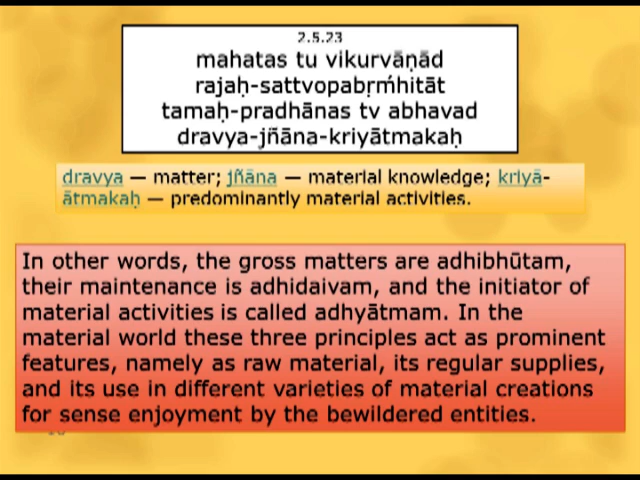 2.5.23
mahatas tu vikurvāṇād
rajaḥ-sattvopabṛḿhitāt
tamaḥ-pradhānas tv abhavad
dravya-jñāna-kriyātmakaḥ
dravya — matter; jñāna — material knowledge; kriyā-
ātmakaḥ — predominantly material activities.
In other words, the gross matters are adhibhūtam,
their maintenance is adhidaivam, and the initiator of
material activities is called adhyātmam. In the
material world these three principles act as prominent
features, namely as raw material, its regular supplies,
and its use in different varieties of material creations
for sense enjoyment by the bewildered entities.